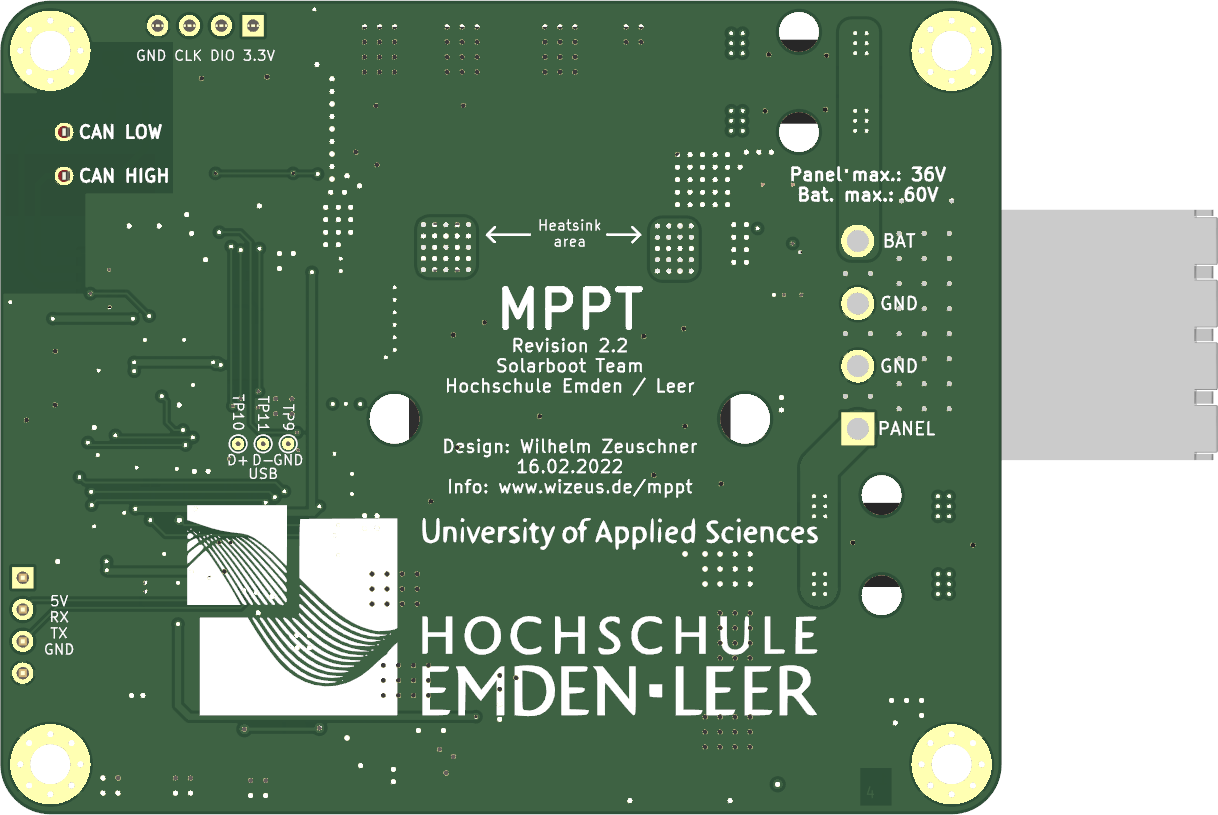 GND CLK DIO 3.3V
CAN LOW
CAN HIGH
Panel max.: 36V
Bat. max.: 60V
Heatsink
area
BAT
GND
GND
PANEL
MPPT
Revision 2.2
Solarboot Team
Hochschule Emden / Leer
TP10 TP11 TP9
D+ D- GND
USB
Design: Wilhelm Zeuschner
16.02.2022
Info: www.wizeus.de/mppt
University of Applied Sciences
5V
RX
TX
GND
HOCHSCHULE
EMDEN·LEER
4